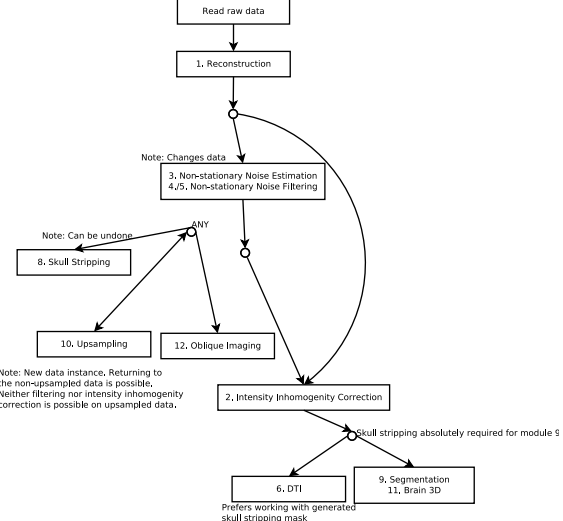 Read raw data
1. Reconstruction
Note: Changes data
3. Non-stationary Noise Estimation
4./5. Non-stationary Noise Filtering
ANY
Note: Can be undone
8. Skull Stripping
10. Upsampling
12. Oblique Imaging
Note: New data instance. Returning to
the non-upsampled data is possible.
Neither filtering nor intensity inhomogenity
correction is possible on upsampled data.
2. Intensity Inhomogenity Correction
Skull stripping absolutely required for module 9
6. DTI
9. Segmentation
11. Brain 3D
Prefers working with generated
skull stripping mask